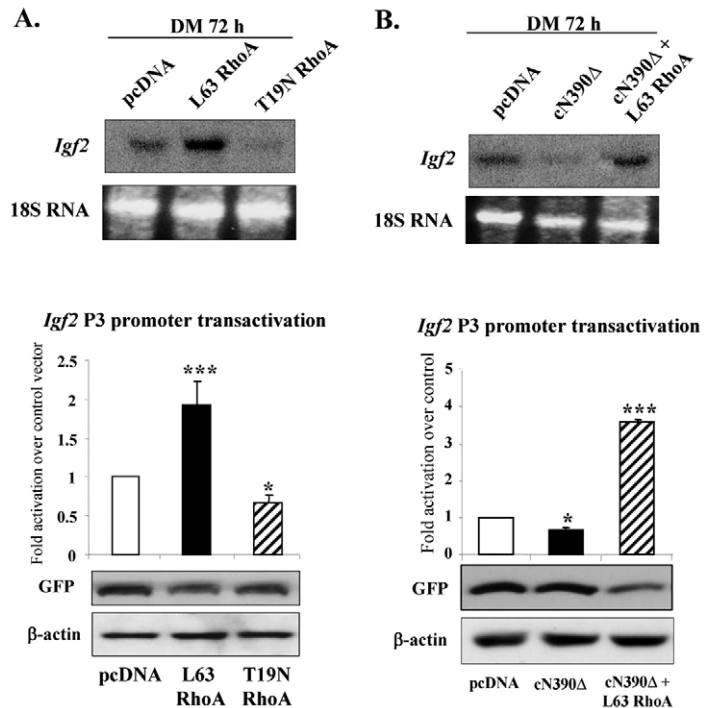 A.
DM 72 h
pcDNA
L63 RhoA
T19N RhoA
Igf2
18S RNA
Igf2 P3 promoter transactivation
Fold activation over control vector
2.5
2
1.5
1
0.5
0
***
*
GFP
β-actin
pcDNA
L63
RhoA
T19N
RhoA
B.
DM 72 h
pcDNA
cN390Δ
cN390Δ +
L63 RhoA
Igf2
18S RNA
Igf2 P3 promoter transactivation
Fold activation over control
5
4
3
2
1
0
*
***
GFP
β-actin
pcDNA
cN390Δ
cN390Δ +
L63 RhoA